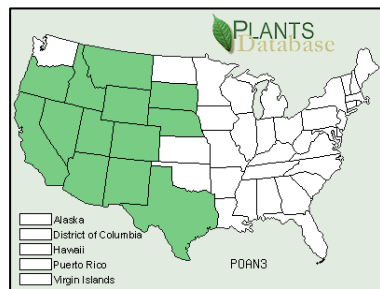 PLANTS
Database
Alaska
District of Columbia
Hawaii
Puerto Rico
Virgin Islands
POAN3